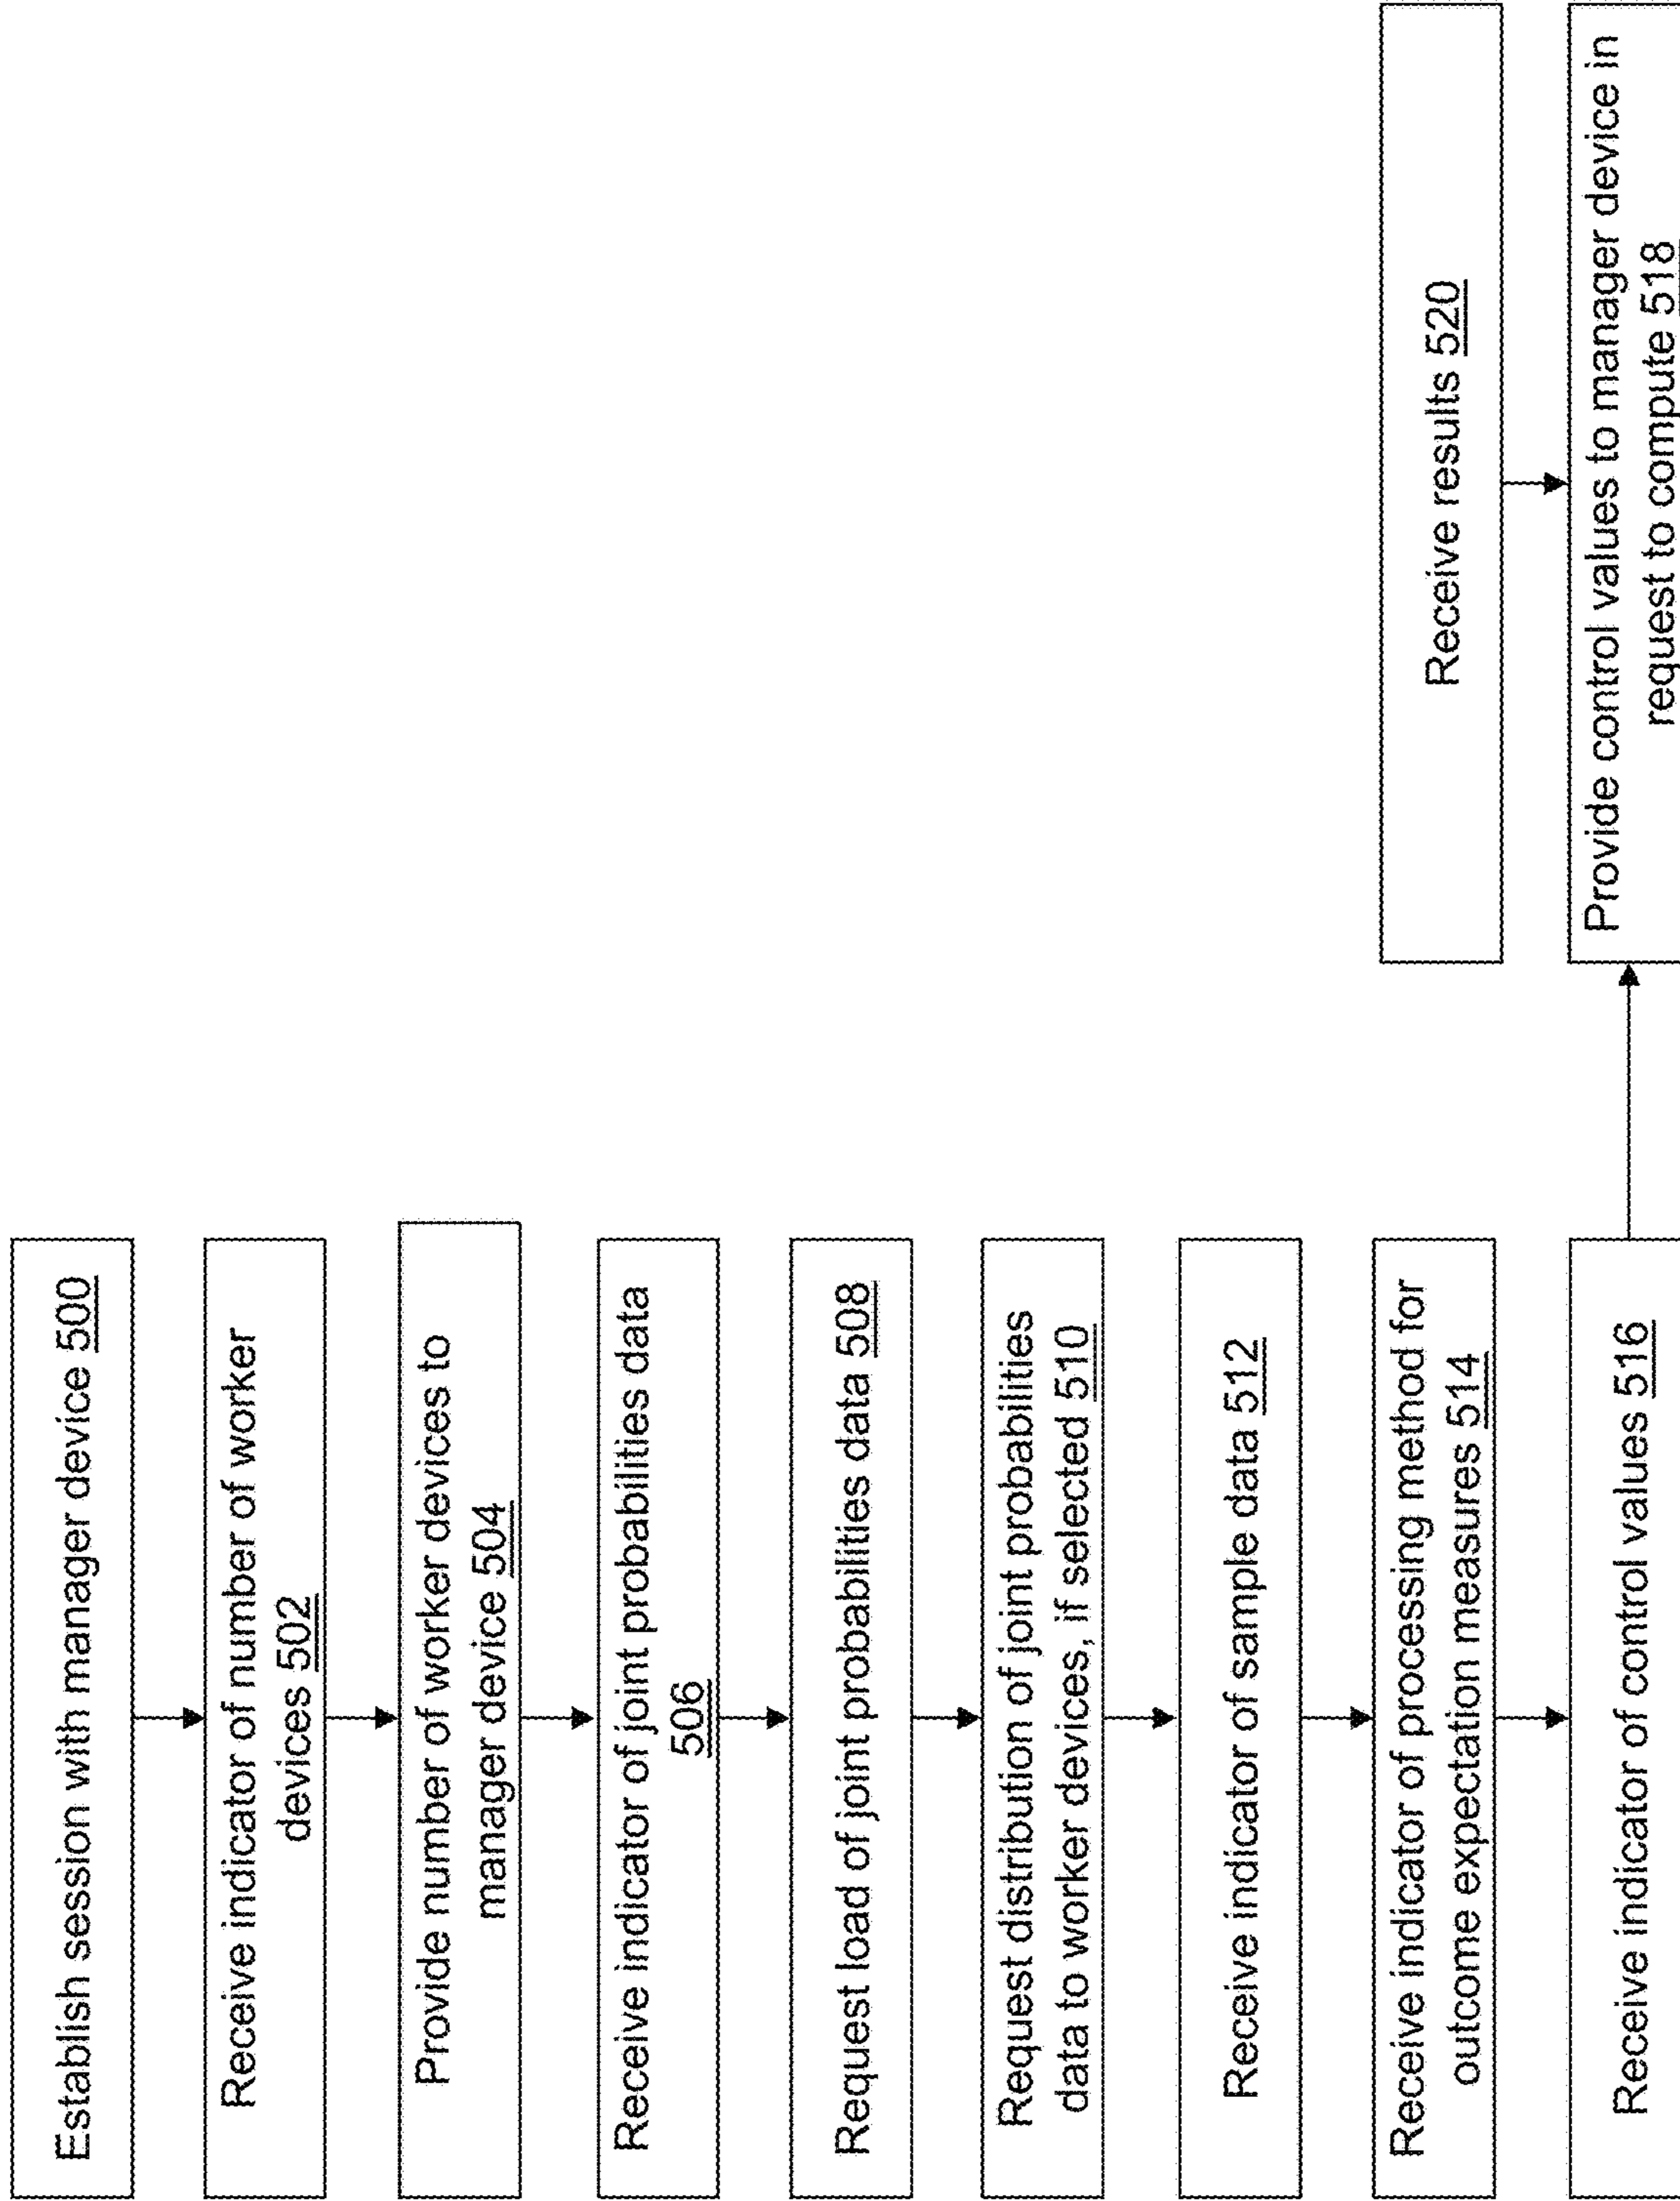 Establish session with manager device 500
Receive indicator of number of worker
devices 502
Provide number of worker devices to
manager device 504
Receive indicator of joint probabilities data
506
Request load of joint probabilities data 508
Request distribution of joint probabilities
data to worker devices, if selected 510
Receive indicator of sample data 512
Receive indicator of processing method for
outcome expectation measures 514
Receive indicator of control values 516
Receive results 520
Provide control values to manager device in
request to compute 518